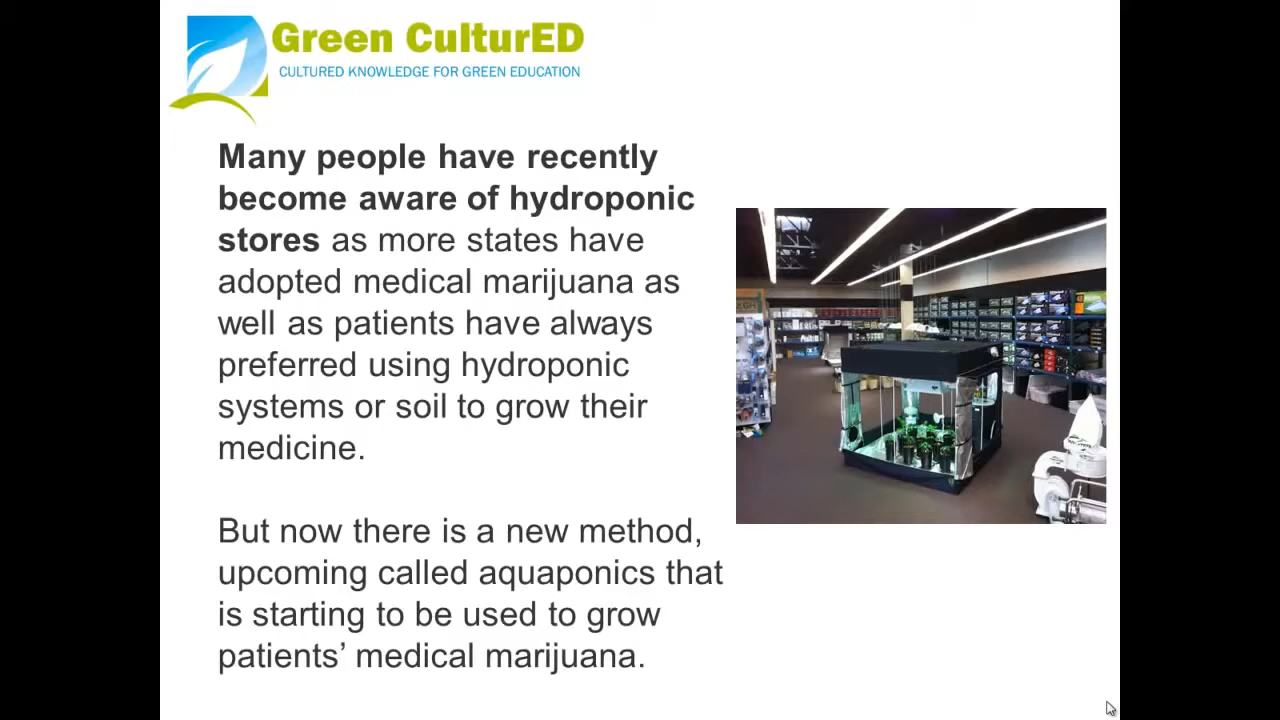 Green CulturED
CULTURED KNOWLEDGE FOR GREEN EDUCATION
Many people have recently
become aware of hydroponic
stores as more states have
adopted medical marijuana as
well as patients have always
preferred using hydroponic
systems or soil to grow their
medicine.
But now there is a new method,
upcoming called aquaponics that
is starting to be used to grow
patients’ medical marijuana.